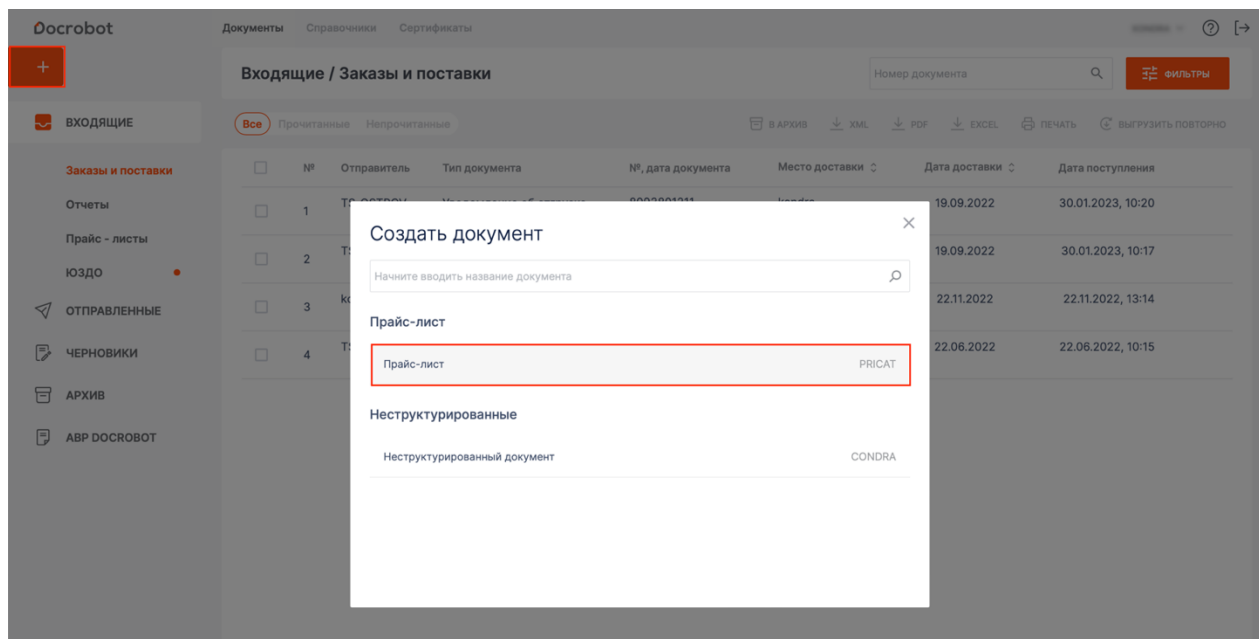 Docrobot
Документы Справочники Сертификаты
+
Входящие / Заказы и поставки
Номер документа
ФИЛЬТРЫ
ВХОДЯЩИЕ
Все Прочитанные Непрочитанные
В АРХИВ XML PDF EXCEL ПЕЧАТЬ ВЫГРУЗИТЬ ПОВТОРНО
Заказы и поставки
Отчеты
Прайс - листы
ЮЗДО
ОТПРАВЛЕННЫЕ
ЧЕРНОВИКИ
АРХИВ
АВР DOCROBOT
№ Отправитель Тип документа №, дата документа Место доставки Дата доставки Дата поступления
1 19.09.2022 30.01.2023, 10:20
2 19.09.2022 30.01.2023, 10:17
3 22.11.2022 22.11.2022, 13:14
4 22.06.2022 22.06.2022, 10:15
Создать документ
Начните вводить название документа
Прайс-лист
Прайс-лист PRICAT
Неструктурированные
Неструктурированный документ CONDRA